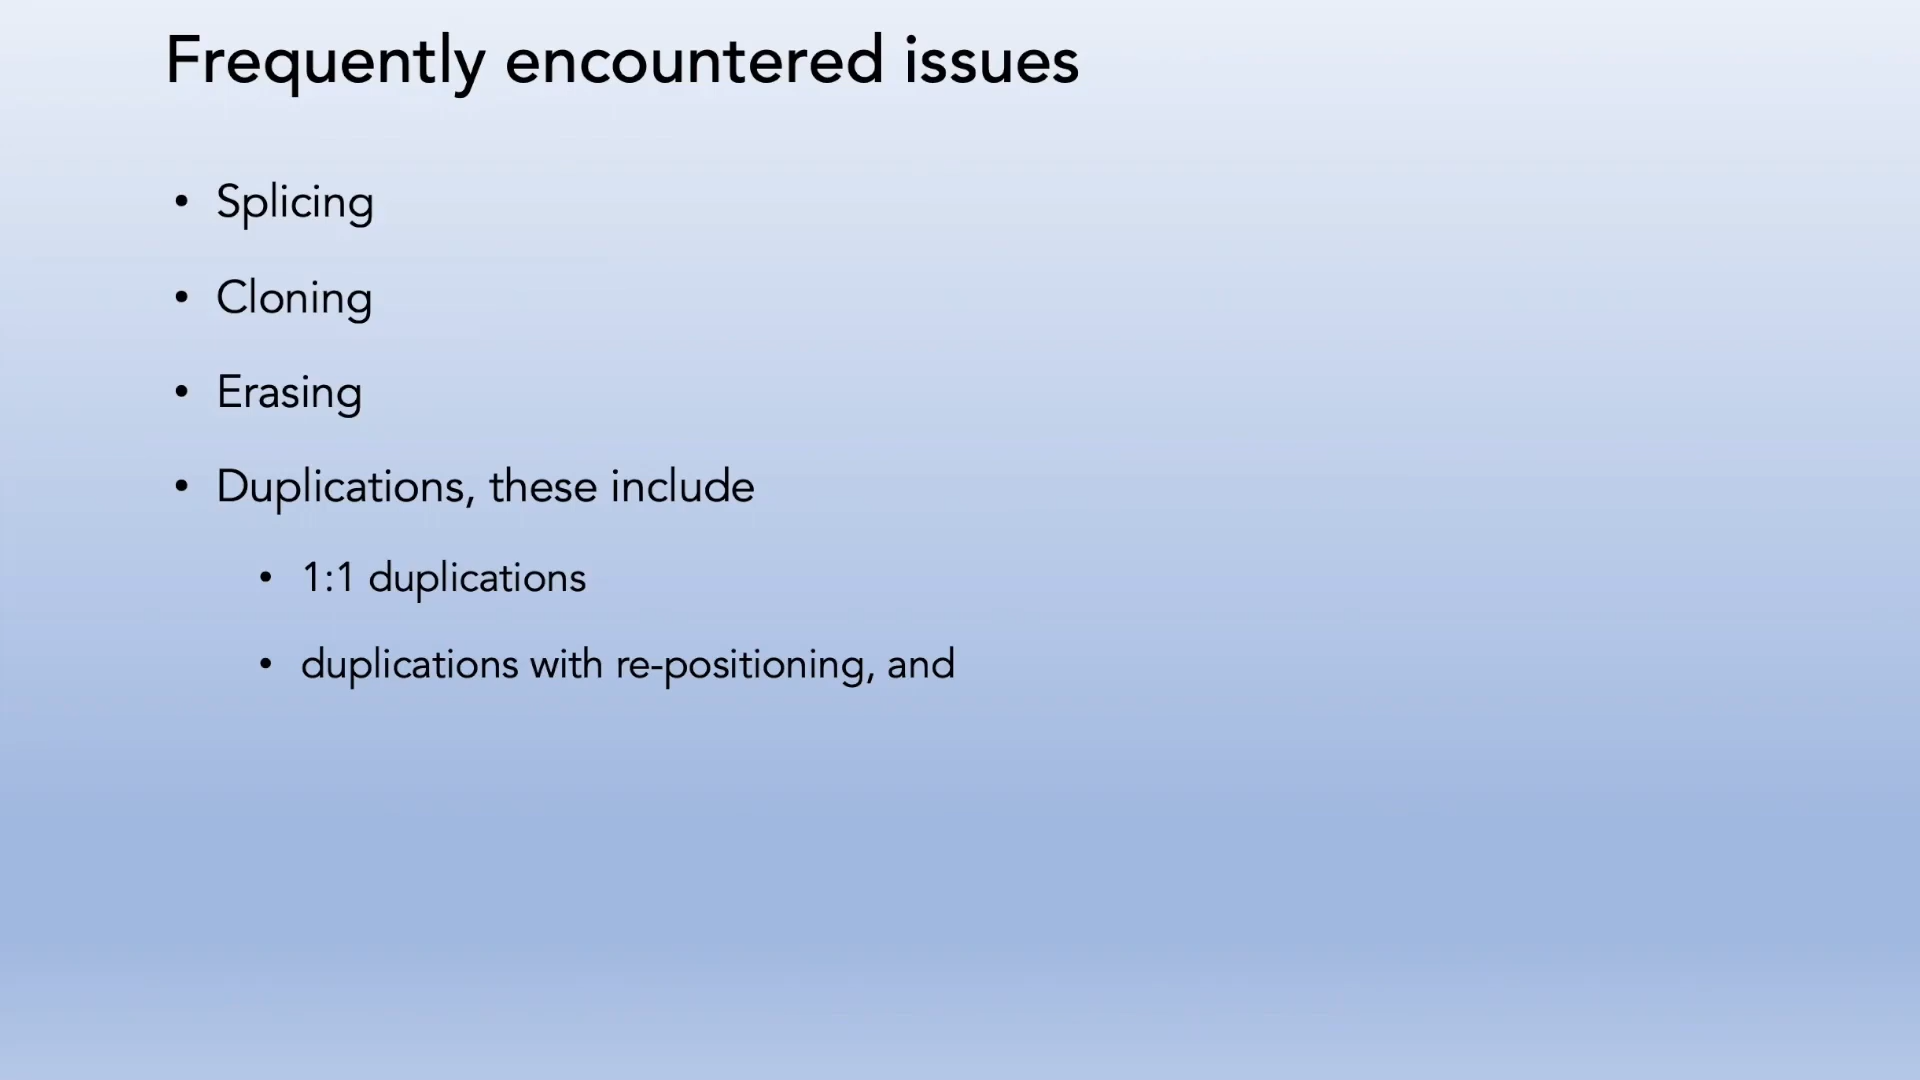 Frequently encountered issues
• Splicing
• Cloning
• Erasing
• Duplications, these include
• 1:1 duplications
• duplications with re-positioning, and